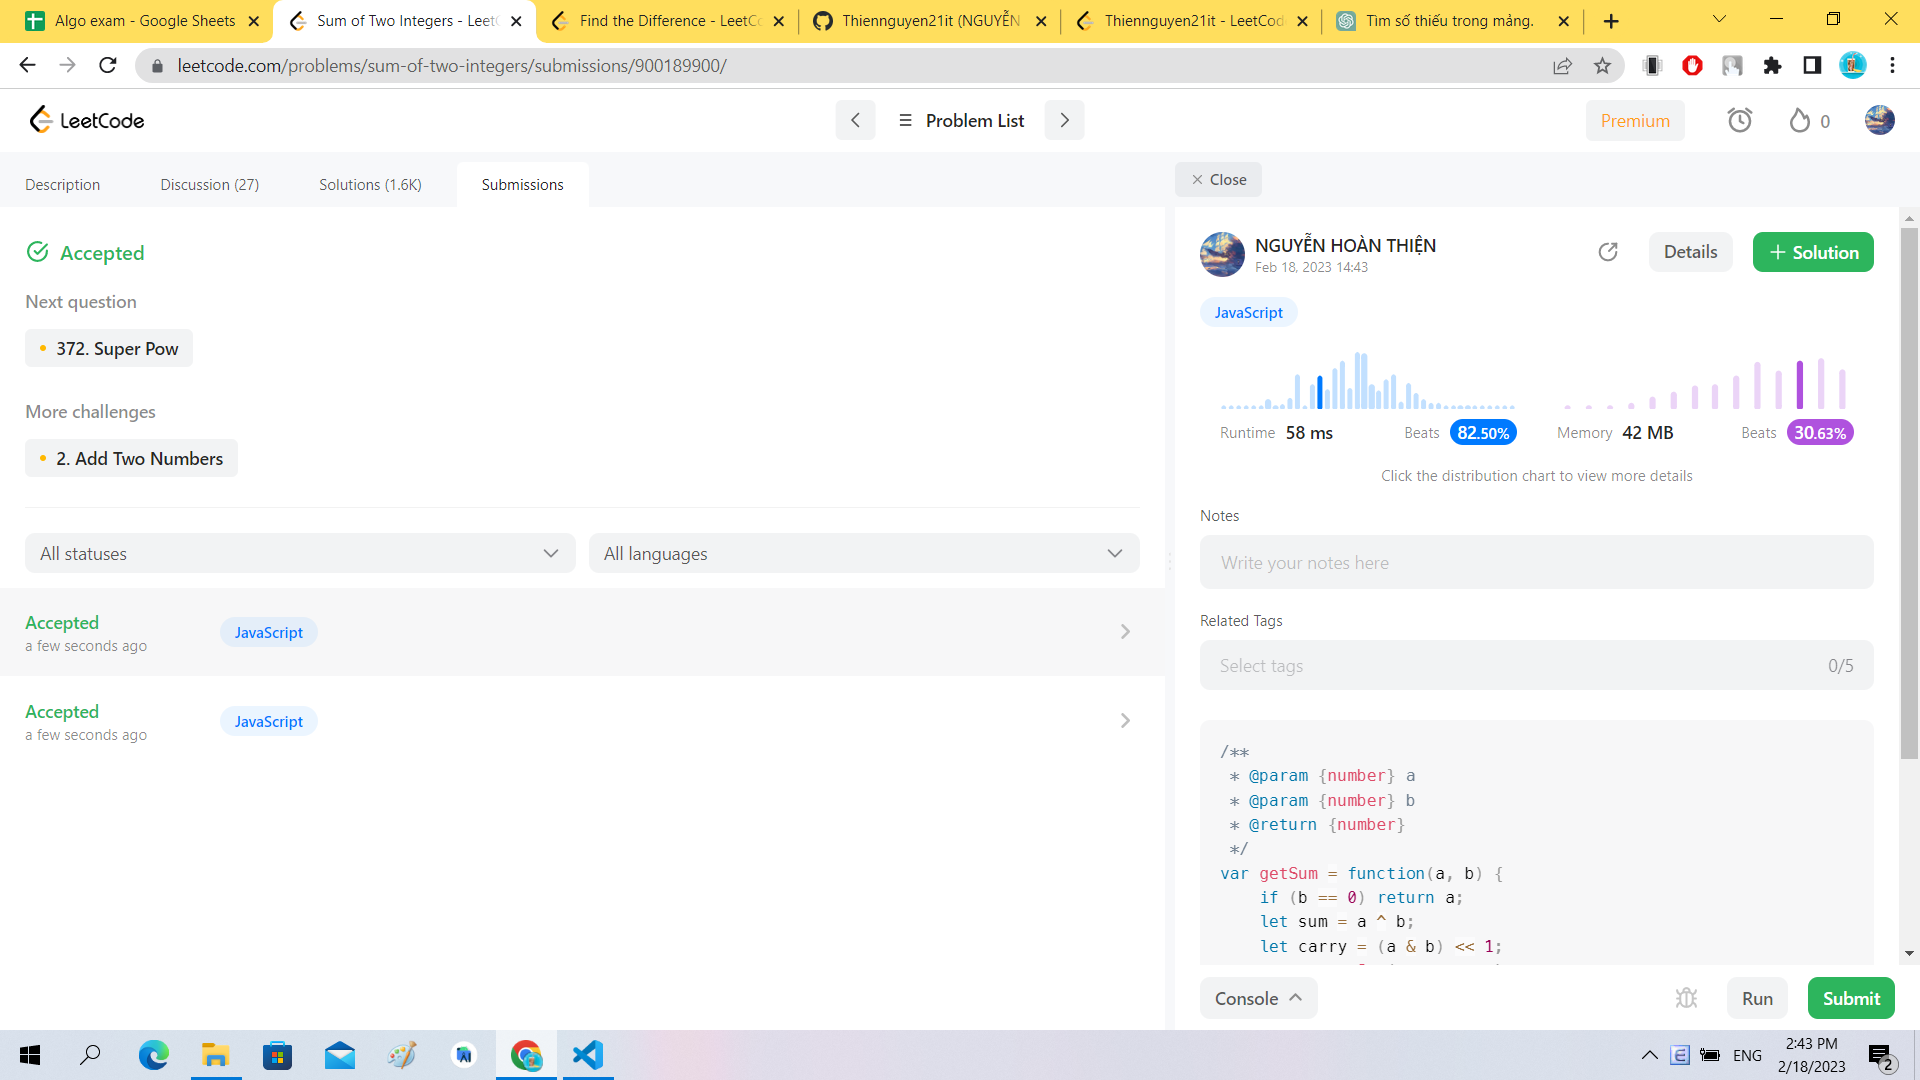 Algo exam - Google Sheets
Sum of Two Integers - Leet
Find the Difference - LeetC
Thiennguyen21it (NGUYỄN
Thiennguyen21it - LeetCod
Tìm số thiếu trong mảng.
leetcode.com/problems/sum-of-two-integers/submissions/900189900/
LeetCode
Problem List
Premium
0
Description
Discussion (27)
Solutions (1.6K)
Submissions
Close
Accepted
Next question
372. Super Pow
More challenges
2. Add Two Numbers
All statuses
All languages
Accepted
a few seconds ago
JavaScript
Accepted
a few seconds ago
JavaScript
NGUYỄN HOÀN THIỆN
Feb 18, 2023 14:43
Details
Solution
JavaScript
Runtime 58 ms
Beats 82.50%
Memory 42 MB
Beats 30.63%
Click the distribution chart to view more details
Notes
Write your notes here
Related Tags
Select tags
0/5
/**
 * @param {number} a
 * @param {number} b
 * @return {number}
 */
var getSum = function(a, b) {
    if (b == 0) return a;
    let sum = a ^ b;
    let carry = (a & b) << 1;
Console
Run
Submit
ENG
2:43 PM
2/18/2023
2